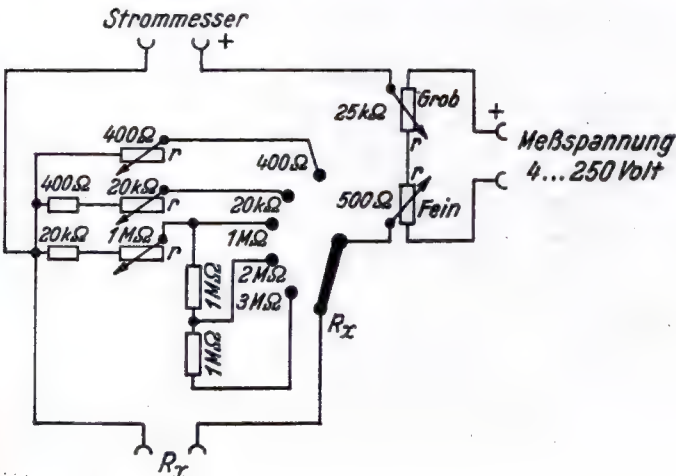 Strommesser
+
Grob
25kΩ
r
+
Meßspannung
4...250 Volt
r
500Ω
Fein
400Ω
r
400Ω
400Ω
20kΩ
r
20kΩ
20kΩ
1MΩ
r
1MΩ
2MΩ
3MΩ
1MΩ
1MΩ
Rx
Rx